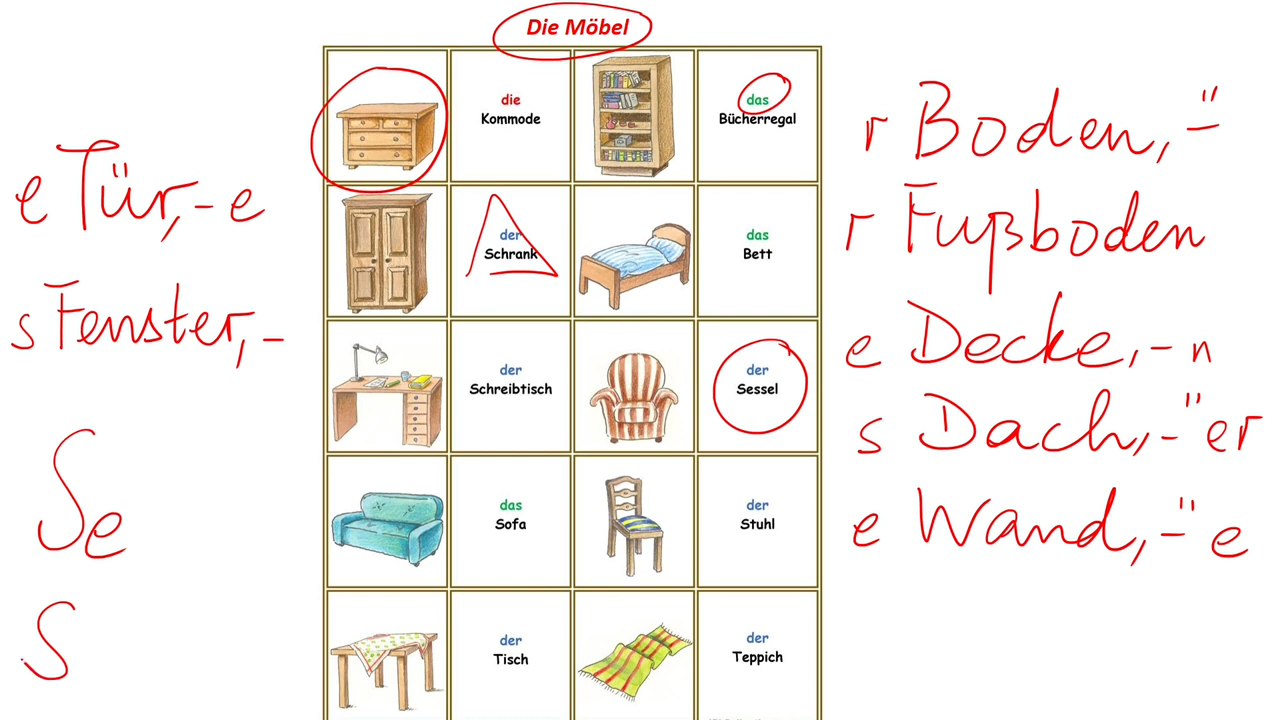 Die Möbel
die
Kommode
das
Bücherregal
der
Schrank
das
Bett
der
Schreibtisch
der
Sessel
das
Sofa
der
Stuhl
der
Tisch
der
Teppich
e Tür, - e
s Fenster, -
Se
S
r Boden, -̈
r Fußboden
e Decke, - n
s Dach, -̈er
e Wand, -̈e